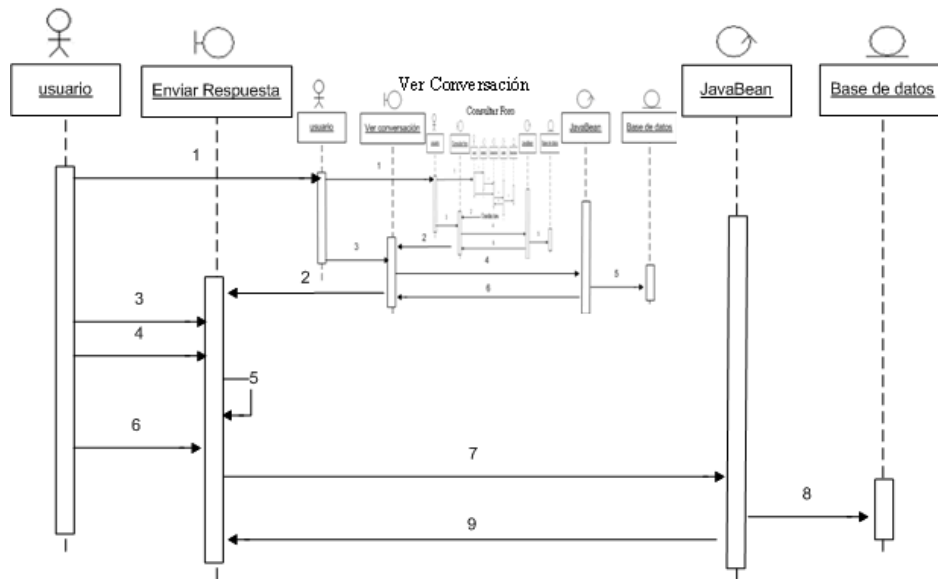 usuario
Enviar Respuesta
Ver Conversación
JavaBean
Base de datos
Consultar Foro
usuario
Ver conversación
JavaBean
Base de datos
1
1
2
3
4
5
6
2
3
4
5
6
7
8
9